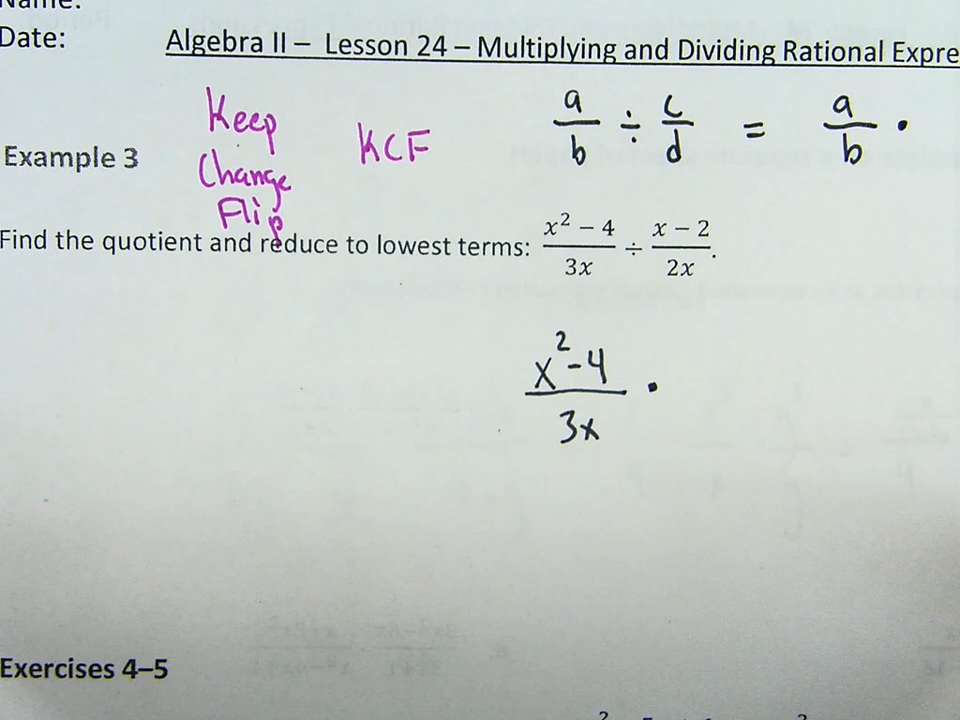 Name:
Date:
Algebra II – Lesson 24 – Multiplying and Dividing Rational Expre
Keep
Change
Flip
KCF
a/b ÷ c/d = a/b •
Example 3
Find the quotient and reduce to lowest terms: (x² − 4)/(3x) ÷ (x − 2)/(2x).
(x² - 4)/(3x) •
Exercises 4–5